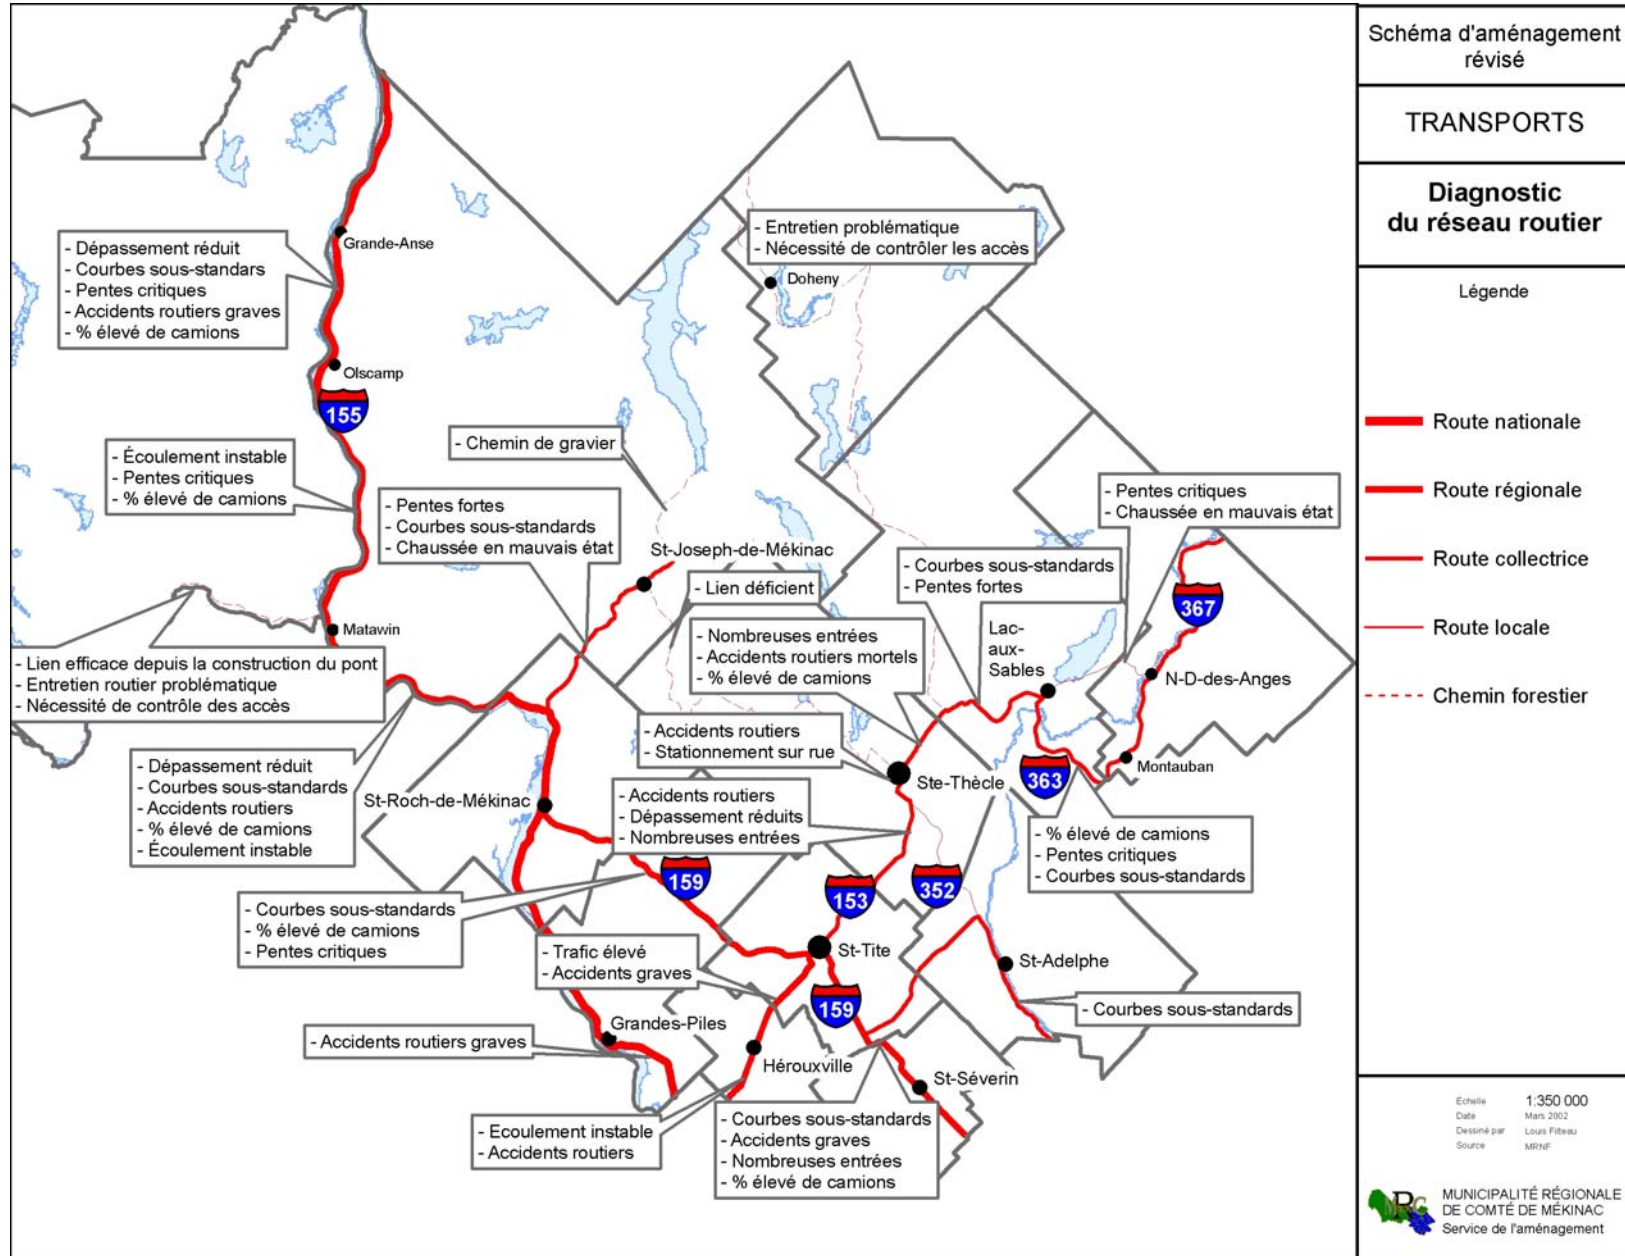 Schéma d'aménagement
révisé
TRANSPORTS
Diagnostic
du réseau routier
Légende
Route nationale
Route régionale
Route collectrice
Route locale
Chemin forestier
Echelle 1:350 000
Date Mars 2002
Dessiné par Louis Filteau
Source MRNF
MRC
MUNICIPALITÉ RÉGIONALE
DE COMTÉ DE MÉKINAC
Service de l'aménagement
- Dépassement réduit
- Courbes sous-standars
- Pentes critiques
- Accidents routiers graves
- % élevé de camions
Grande-Anse
Olscamp
155
- Entretien problématique
- Nécessité de contrôler les accès
Doheny
- Écoulement instable
- Pentes critiques
- % élevé de camions
- Chemin de gravier
- Pentes fortes
- Courbes sous-standards
- Chaussée en mauvais état
St-Joseph-de-Mékinac
- Lien déficient
- Pentes critiques
- Chaussée en mauvais état
- Courbes sous-standards
- Pentes fortes
367
Matawin
- Lien efficace depuis la construction du pont
- Entretien routier problématique
- Nécessité de contrôle des accès
- Nombreuses entrées
- Accidents routiers mortels
- % élevé de camions
Lac-
aux-
Sables
N-D-des-Anges
- Accidents routiers
- Stationnement sur rue
Montauban
- Dépassement réduit
- Courbes sous-standards
- Accidents routiers
- % élevé de camions
- Écoulement instable
St-Roch-de-Mékinac
- Accidents routiers
- Dépassement réduits
- Nombreuses entrées
Ste-Thècle
363
- % élevé de camions
- Pentes critiques
- Courbes sous-standards
159
153
352
- Courbes sous-standards
- % élevé de camions
- Pentes critiques
- Trafic élevé
- Accidents graves
St-Tite
St-Adelphe
159
- Courbes sous-standards
Grandes-Piles
- Accidents routiers graves
Hérouxville
St-Séverin
- Ecoulement instable
- Accidents routiers
- Courbes sous-standards
- Accidents graves
- Nombreuses entrées
- % élevé de camions